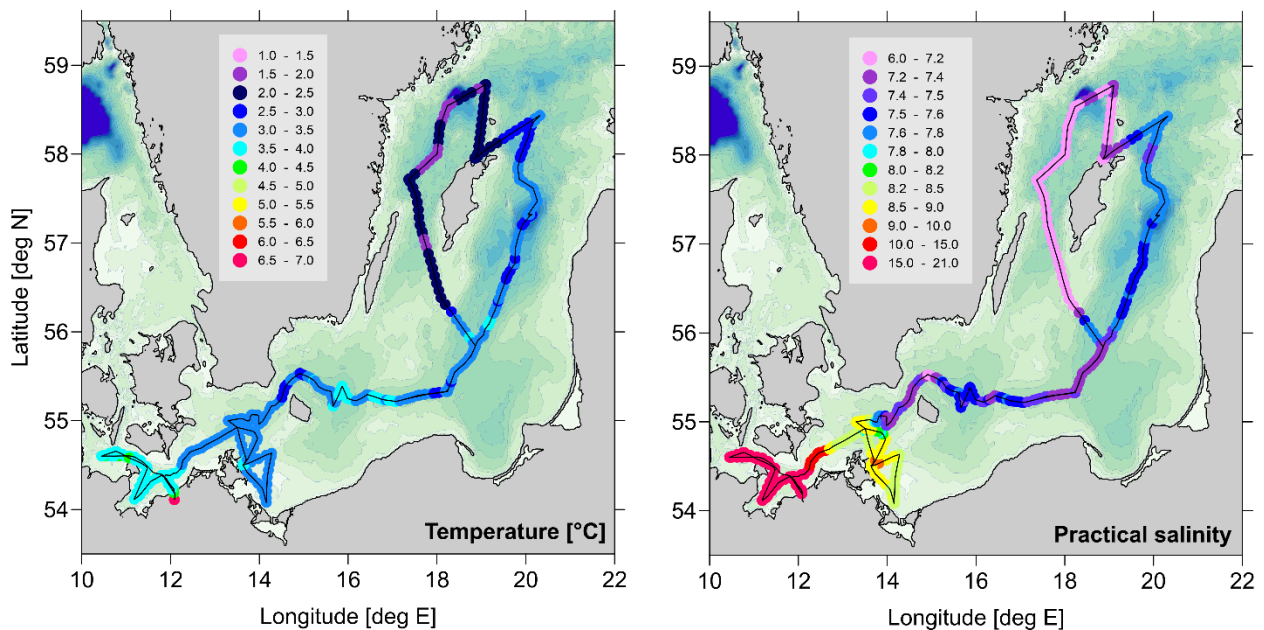 1.0 - 1.5
1.5 - 2.0
2.0 - 2.5
2.5 - 3.0
3.0 - 3.5
3.5 - 4.0
4.0 - 4.5
4.5 - 5.0
5.0 - 5.5
5.5 - 6.0
6.0 - 6.5
6.5 - 7.0
59
58
57
56
55
54
Latitude [deg N]
Temperature [°C]
10 12 14 16 18 20 22
Longitude [deg E]
6.0 - 7.2
7.2 - 7.4
7.4 - 7.5
7.5 - 7.6
7.6 - 7.8
7.8 - 8.0
8.0 - 8.2
8.2 - 8.5
8.5 - 9.0
9.0 - 10.0
10.0 - 15.0
15.0 - 21.0
59
58
57
56
55
54
Practical salinity
10 12 14 16 18 20 22
Longitude [deg E]